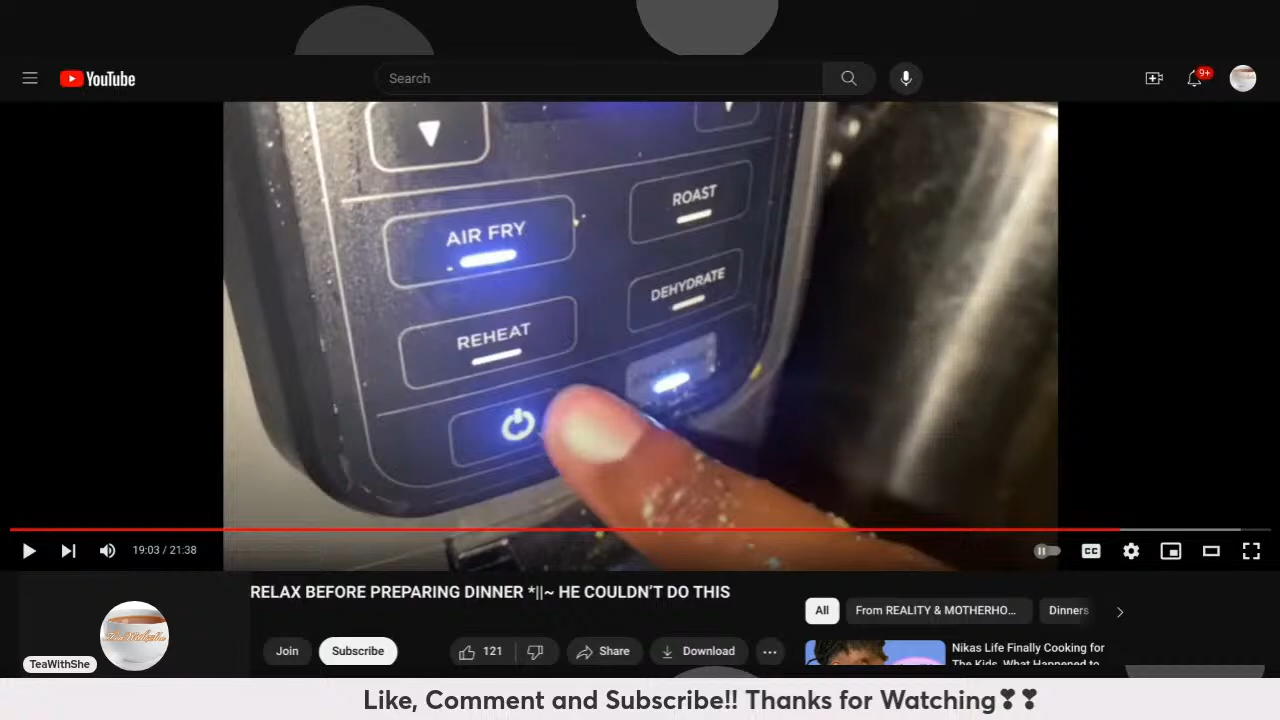 YouTube
Search
9+
AIR FRY
ROAST
REHEAT
DEHYDRATE
19:03 / 21:38
CC
RELAX BEFORE PREPARING DINNER *||~ HE COULDN'T DO THIS
TeaWithShe
Join
Subscribe
121
Share
Download
All
From REALITY & MOTHERHO...
Dinners
Nikas Life Finally Cooking for
The Kids, What Happened to
Like, Comment and Subscribe!! Thanks for Watching❣❣